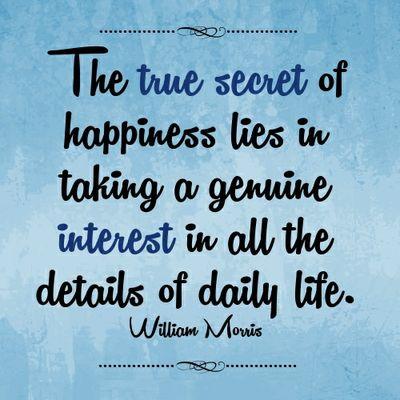 The true secret of
happiness lies in
taking a genuine
interest in all the
details of daily life.
William Morris